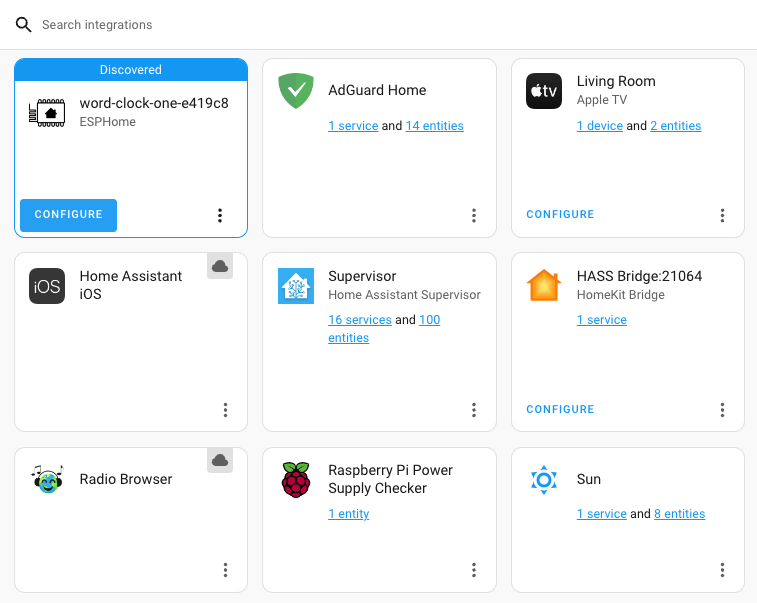 Search integrations
Discovered
word-clock-one-e419c8
ESPHome
CONFIGURE
AdGuard Home
1 service and 14 entities
tv
Living Room
Apple TV
1 device and 2 entities
CONFIGURE
iOS
Home Assistant
iOS
Supervisor
Home Assistant Supervisor
16 services and 100
entities
HASS Bridge:21064
HomeKit Bridge
1 service
CONFIGURE
Radio Browser
Raspberry Pi Power
Supply Checker
1 entity
Sun
1 service and 8 entities